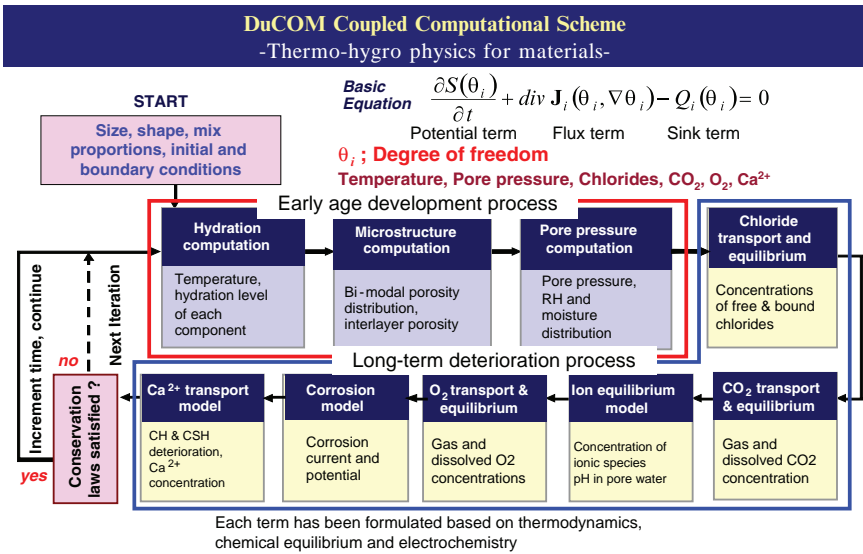 DuCOM Coupled Computational Scheme
-Thermo-hygro physics for materials-
START
Basic
Equation
∂S(θi)/∂t + div Ji(θi, ∇θi) − Qi(θi) = 0
Potential term Flux term Sink term
Size, shape, mix
proportions, initial and
boundary conditions
θi ; Degree of freedom
Temperature, Pore pressure, Chlorides, CO2, O2, Ca2+
Early age development process
Hydration
computation
Temperature,
hydration level
of each
component
Microstructure
computation
Bi-modal porosity
distribution,
interlayer porosity
Pore pressure
computation
Pore pressure,
RH and
moisture
distribution
Chloride
transport and
equilibrium
Concentrations
of free & bound
chlorides
Long-term deterioration process
CO2 transport
& equilibrium
Gas and
dissolved CO2
concentration
Ion equilibrium
model
Concentration of
ionic species
pH in pore water
O2 transport &
equilibrium
Gas and
dissolved O2
concentrations
Corrosion model
Corrosion
current and
potential
Ca2+ transport
model
CH & CSH
deterioration,
Ca2+
concentration
Conservation
laws satisfied ?
no
Next Iteration
yes
Increment time, continue
Each term has been formulated based on thermodynamics,
chemical equilibrium and electrochemistry